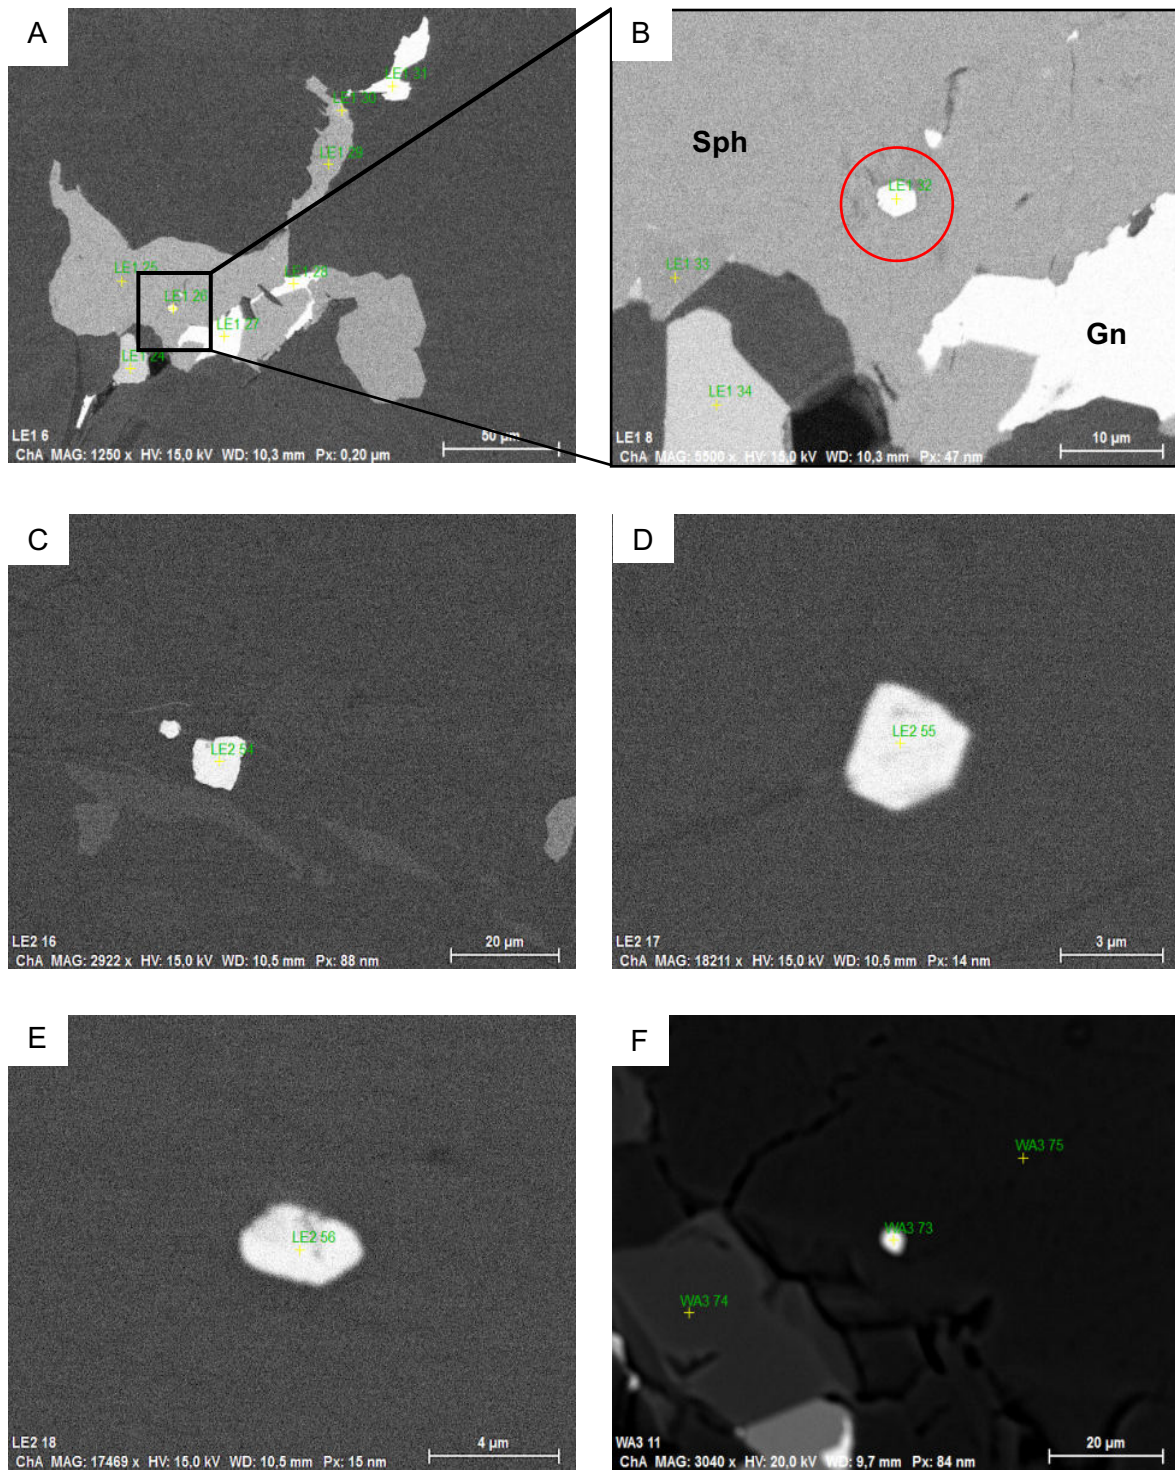 A
LE1 31
LE1 30
LE1 29
LE1 25
LE1 28
LE1 26
LE1 27
LE1 24
LE1 6
50 µm
ChA MAG: 1250 x HV: 15,0 kV WD: 10,3 mm Px: 0,20 µm
B
Sph
LE1 32
LE1 33
Gn
LE1 34
LE1 8
10 µm
ChA MAG: 5500 x HV: 15,0 kV WD: 10,3 mm Px: 47 nm
C
LE2 54
LE2 16
20 µm
ChA MAG: 2922 x HV: 15,0 kV WD: 10,5 mm Px: 88 nm
D
LE2 55
LE2 17
3 µm
ChA MAG: 18211 x HV: 15,0 kV WD: 10,5 mm Px: 14 nm
E
LE2 56
LE2 18
4 µm
ChA MAG: 17469 x HV: 15,0 kV WD: 10,5 mm Px: 15 nm
F
WA3 75
WA3 73
WA3 74
WA3 11
20 µm
ChA MAG: 3040 x HV: 20,0 kV WD: 9,7 mm Px: 84 nm